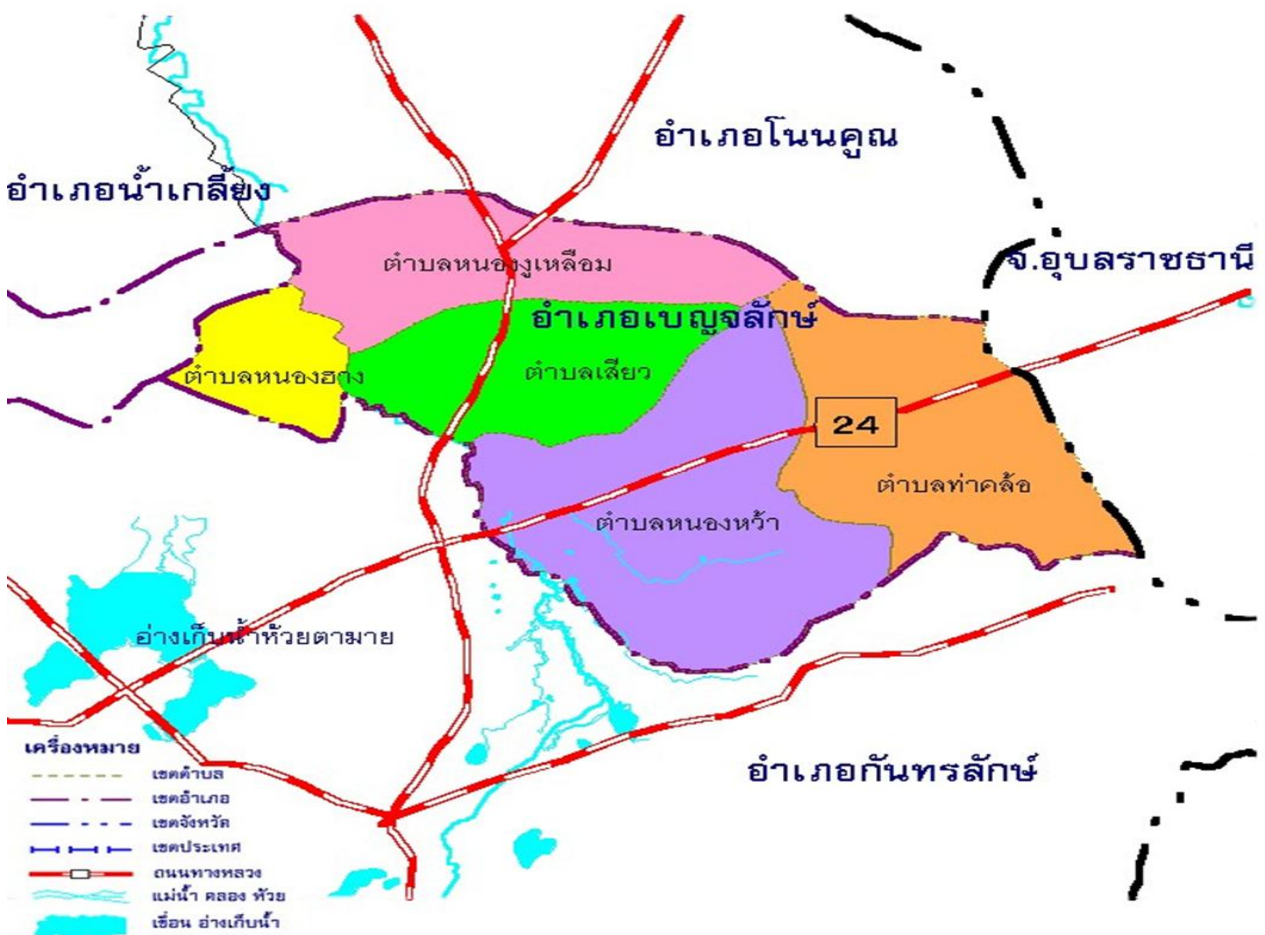 อำเภอโนนคูณ
อำเภอน้ำเกลี้ยง
จ.อุบลราชธานี
ตำบลหนองงูเหลือม
อำเภอเบญจลักษ์
ตำบลหนองฮาง
ตำบลเสียว
24
ตำบลท่าคล้อ
ตำบลหนองหว้า
อ่างเก็บน้ำห้วยตามาย
อำเภอกันทรลักษ์
เครื่องหมาย
เขตตำบล
เขตอำเภอ
เขตจังหวัด
เขตประเทศ
ถนนทางหลวง
แม่น้ำ คลอง ห้วย
เขื่อน อ่างเก็บน้ำ